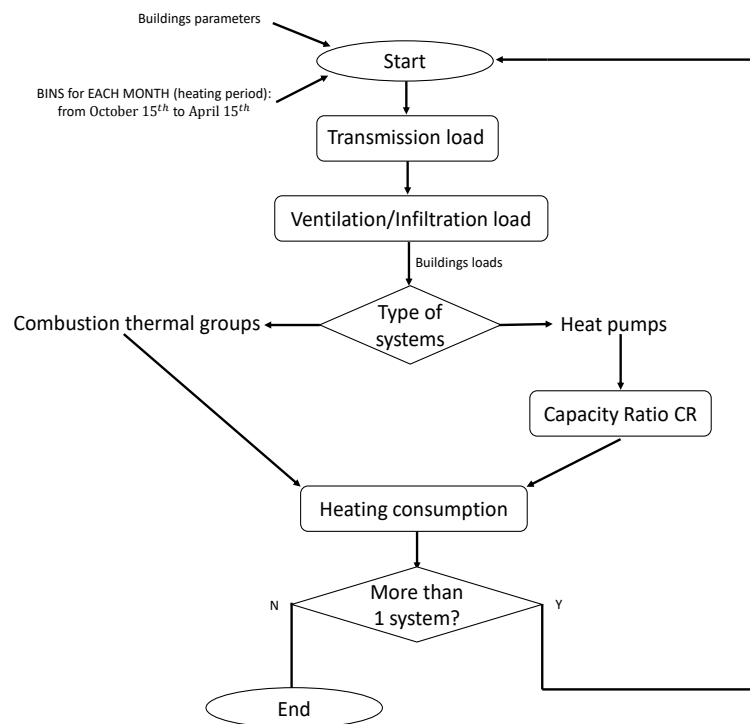 Buildings parameters
Start
BINS for EACH MONTH (heating period):
from October 15th to April 15th
Transmission load
Ventilation/Infiltration load
Buildings loads
Type of
systems
Combustion thermal groups
Heat pumps
Capacity Ratio CR
Heating consumption
More than
1 system?
N
Y
End